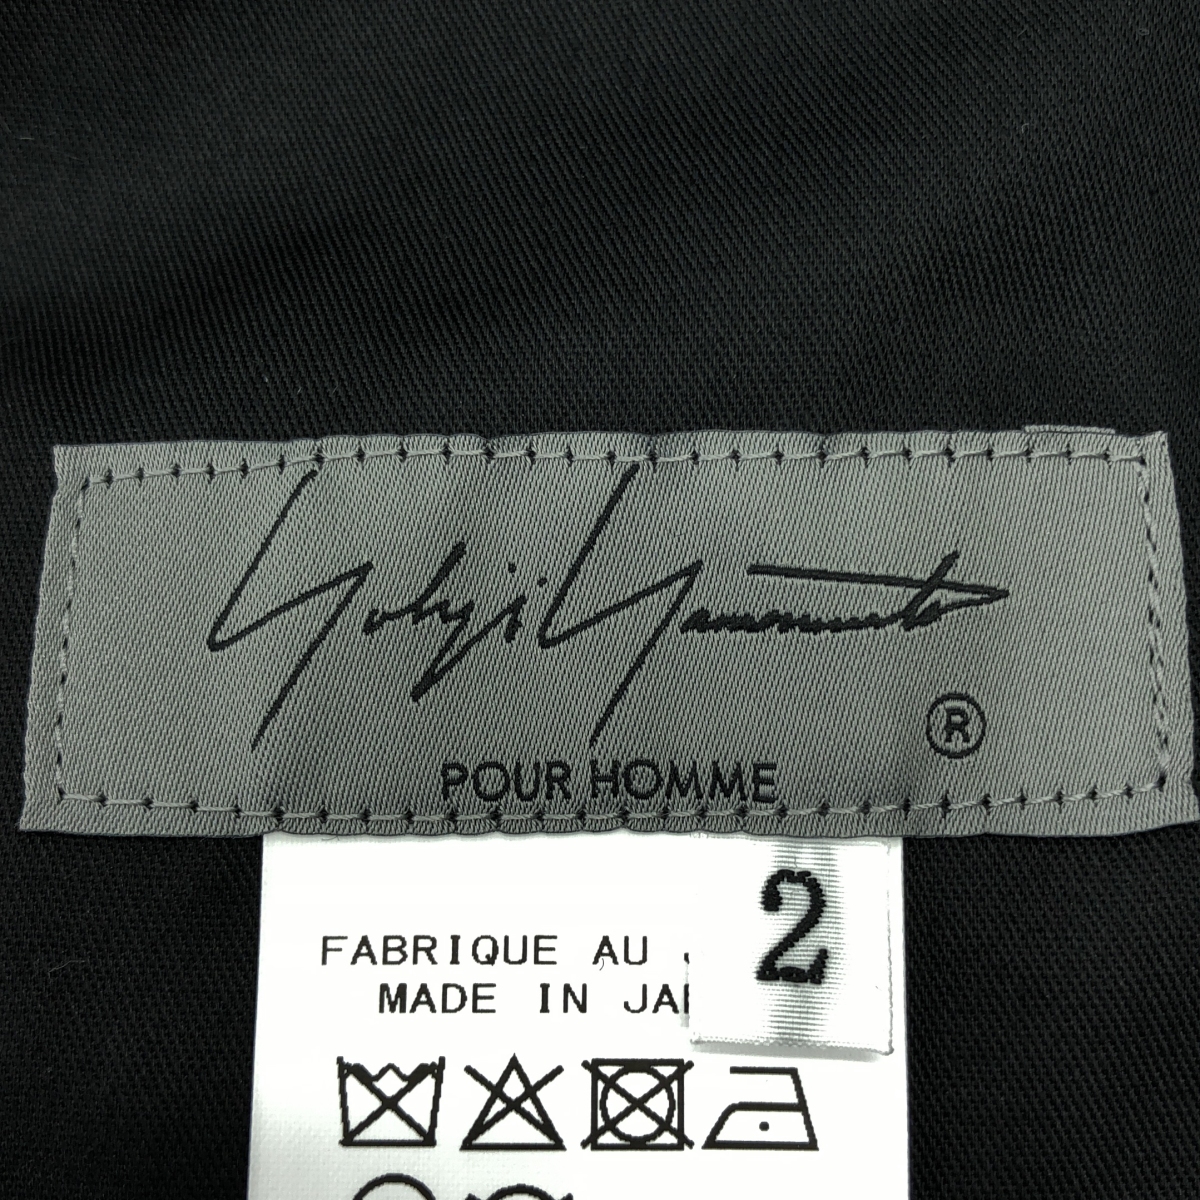 Yohji Yamamoto
®
POUR HOMME
2
FABRIQUE AU J
MADE IN JA